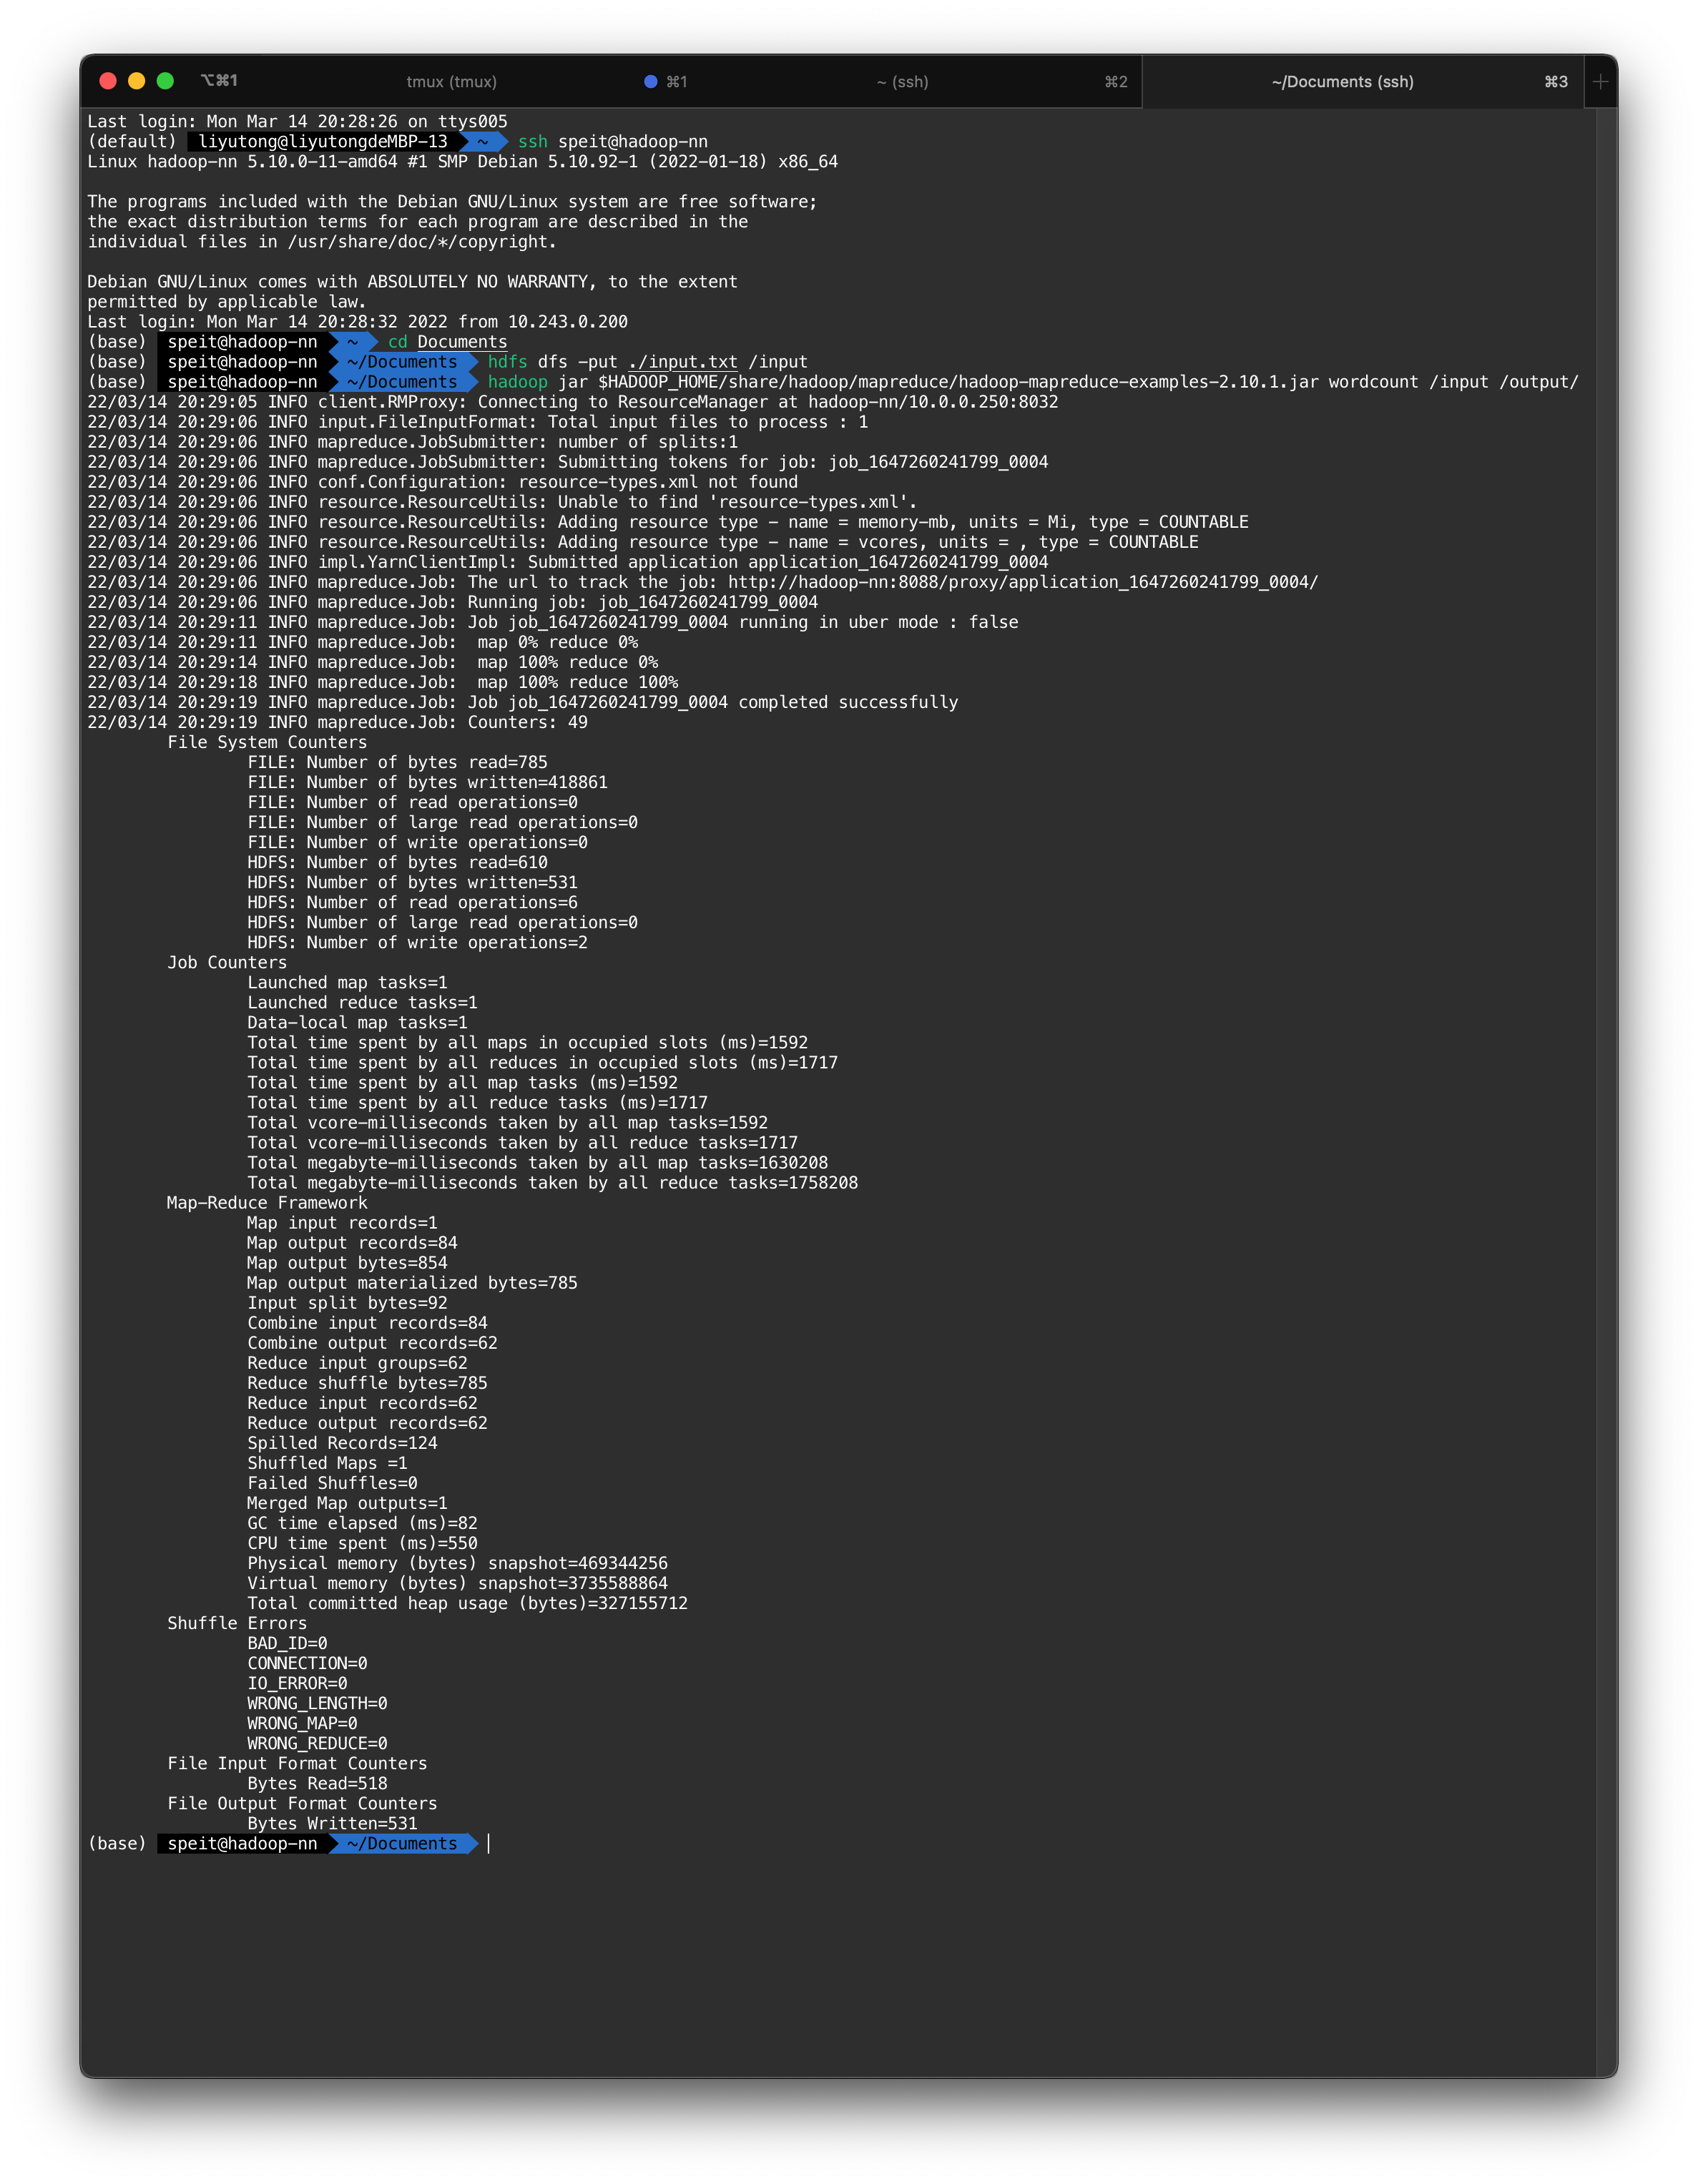 ⌥⌘1 tmux (tmux) ⌘1 ~ (ssh) ⌘2 ~/Documents (ssh) ⌘3 +
Last login: Mon Mar 14 20:28:26 on ttys005
(default) liyutong@liyutongdeMBP-13 ~ ssh speit@hadoop-nn
Linux hadoop-nn 5.10.0-11-amd64 #1 SMP Debian 5.10.92-1 (2022-01-18) x86_64
The programs included with the Debian GNU/Linux system are free software;
the exact distribution terms for each program are described in the
individual files in /usr/share/doc/*/copyright.
Debian GNU/Linux comes with ABSOLUTELY NO WARRANTY, to the extent
permitted by applicable law.
Last login: Mon Mar 14 20:28:32 2022 from 10.243.0.200
(base) speit@hadoop-nn ~ cd Documents
(base) speit@hadoop-nn ~/Documents hdfs dfs -put ./input.txt /input
(base) speit@hadoop-nn ~/Documents hadoop jar $HADOOP_HOME/share/hadoop/mapreduce/hadoop-mapreduce-examples-2.10.1.jar wordcount /input /output/
22/03/14 20:29:05 INFO client.RMProxy: Connecting to ResourceManager at hadoop-nn/10.0.0.250:8032
22/03/14 20:29:06 INFO input.FileInputFormat: Total input files to process : 1
22/03/14 20:29:06 INFO mapreduce.JobSubmitter: number of splits:1
22/03/14 20:29:06 INFO mapreduce.JobSubmitter: Submitting tokens for job: job_1647260241799_0004
22/03/14 20:29:06 INFO conf.Configuration: resource-types.xml not found
22/03/14 20:29:06 INFO resource.ResourceUtils: Unable to find 'resource-types.xml'.
22/03/14 20:29:06 INFO resource.ResourceUtils: Adding resource type - name = memory-mb, units = Mi, type = COUNTABLE
22/03/14 20:29:06 INFO resource.ResourceUtils: Adding resource type - name = vcores, units = , type = COUNTABLE
22/03/14 20:29:06 INFO impl.YarnClientImpl: Submitted application application_1647260241799_0004
22/03/14 20:29:06 INFO mapreduce.Job: The url to track the job: http://hadoop-nn:8088/proxy/application_1647260241799_0004/
22/03/14 20:29:06 INFO mapreduce.Job: Running job: job_1647260241799_0004
22/03/14 20:29:11 INFO mapreduce.Job: Job job_1647260241799_0004 running in uber mode : false
22/03/14 20:29:11 INFO mapreduce.Job:  map 0% reduce 0%
22/03/14 20:29:14 INFO mapreduce.Job:  map 100% reduce 0%
22/03/14 20:29:18 INFO mapreduce.Job:  map 100% reduce 100%
22/03/14 20:29:19 INFO mapreduce.Job: Job job_1647260241799_0004 completed successfully
22/03/14 20:29:19 INFO mapreduce.Job: Counters: 49
File System Counters
FILE: Number of bytes read=785
FILE: Number of bytes written=418861
FILE: Number of read operations=0
FILE: Number of large read operations=0
FILE: Number of write operations=0
HDFS: Number of bytes read=610
HDFS: Number of bytes written=531
HDFS: Number of read operations=6
HDFS: Number of large read operations=0
HDFS: Number of write operations=2
Job Counters
Launched map tasks=1
Launched reduce tasks=1
Data-local map tasks=1
Total time spent by all maps in occupied slots (ms)=1592
Total time spent by all reduces in occupied slots (ms)=1717
Total time spent by all map tasks (ms)=1592
Total time spent by all reduce tasks (ms)=1717
Total vcore-milliseconds taken by all map tasks=1592
Total vcore-milliseconds taken by all reduce tasks=1717
Total megabyte-milliseconds taken by all map tasks=1630208
Total megabyte-milliseconds taken by all reduce tasks=1758208
Map-Reduce Framework
Map input records=1
Map output records=84
Map output bytes=854
Map output materialized bytes=785
Input split bytes=92
Combine input records=84
Combine output records=62
Reduce input groups=62
Reduce shuffle bytes=785
Reduce input records=62
Reduce output records=62
Spilled Records=124
Shuffled Maps =1
Failed Shuffles=0
Merged Map outputs=1
GC time elapsed (ms)=82
CPU time spent (ms)=550
Physical memory (bytes) snapshot=469344256
Virtual memory (bytes) snapshot=3735588864
Total committed heap usage (bytes)=327155712
Shuffle Errors
BAD_ID=0
CONNECTION=0
IO_ERROR=0
WRONG_LENGTH=0
WRONG_MAP=0
WRONG_REDUCE=0
File Input Format Counters
Bytes Read=518
File Output Format Counters
Bytes Written=531
(base) speit@hadoop-nn ~/Documents